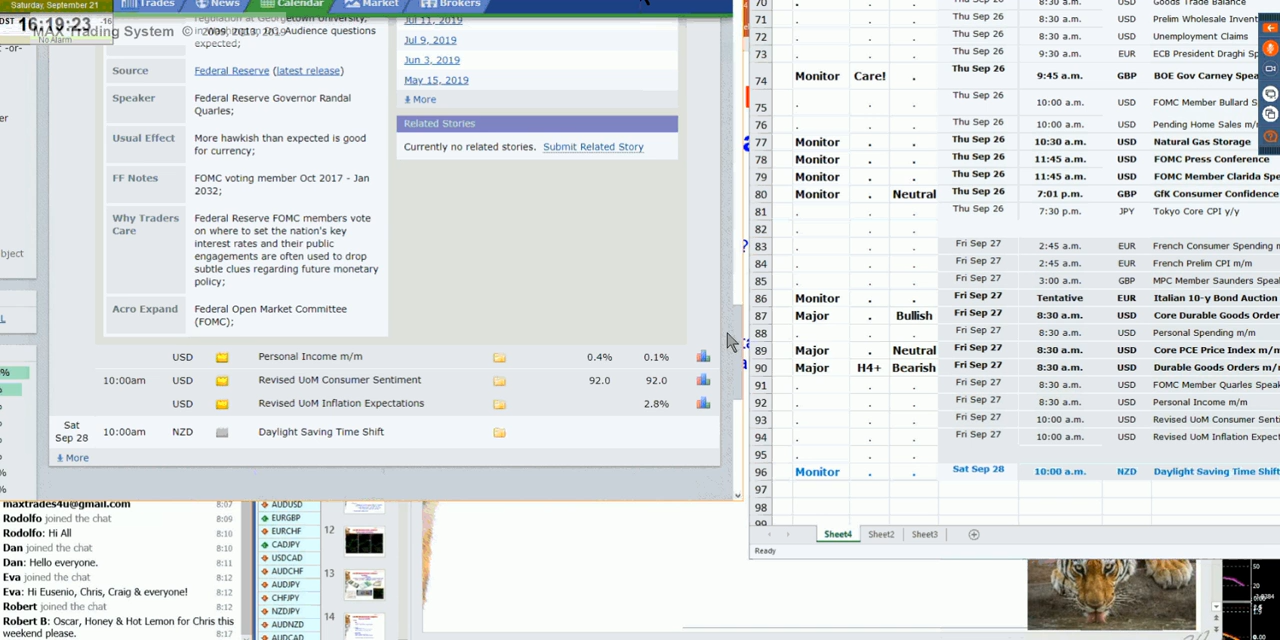 Saturday, September 21
DST 16:19:23 .16
No Alarm
MAX Trading System © 2009, 2013, 2019
-or-
Trades News Calendar Market Brokers
regulation at Georgetown University,
Audience questions
expected;
Source Federal Reserve (latest release)
Speaker Federal Reserve Governor Randal
Quarles;
Usual Effect More hawkish than expected is good
for currency;
FF Notes FOMC voting member Oct 2017 - Jan
2032;
Why Traders Care Federal Reserve FOMC members vote
on where to set the nation's key
interest rates and their public
engagements are often used to drop
subtle clues regarding future monetary
policy;
Acro Expand Federal Open Market Committee
(FOMC);
Jul 11, 2019
Jul 9, 2019
Jun 3, 2019
May 15, 2019
More
Related Stories
Currently no related stories. Submit Related Story
USD Personal Income m/m 0.4% 0.1%
10:00am USD Revised UoM Consumer Sentiment 92.0 92.0
USD Revised UoM Inflation Expectations 2.8%
Sat Sep 28 10:00am NZD Daylight Saving Time Shift
More
70 Goods Trade Balance
71 . . . Thu Sep 26 8:30 a.m. USD Prelim Wholesale Invent
72 . . . Thu Sep 26 8:30 a.m. USD Unemployment Claims
73 . . . Thu Sep 26 9:30 a.m. EUR ECB President Draghi Sp
74 Monitor Care! . Thu Sep 26 9:45 a.m. GBP BOE Gov Carney Spea
75 . . . Thu Sep 26 10:00 a.m. USD FOMC Member Bullard S
76 . . . Thu Sep 26 10:00 a.m. USD Pending Home Sales m/
77 Monitor . . Thu Sep 26 10:30 a.m. USD Natural Gas Storage
78 Monitor . . Thu Sep 26 11:45 a.m. USD FOMC Press Conference
79 Monitor . . Thu Sep 26 11:45 a.m. USD FOMC Member Clarida Spe
80 Monitor . Neutral Thu Sep 26 7:01 p.m. GBP GfK Consumer Confidence
81 . . . Thu Sep 26 7:30 p.m. JPY Tokyo Core CPI y/y
82 . . .
83 . . . Fri Sep 27 2:45 a.m. EUR French Consumer Spending
84 . . . Fri Sep 27 2:45 a.m. EUR French Prelim CPI m/m
85 . . . Fri Sep 27 3:00 a.m. GBP MPC Member Saunders Spea
86 Monitor . . Fri Sep 27 Tentative EUR Italian 10-y Bond Auction
87 Major . Bullish Fri Sep 27 8:30 a.m. USD Core Durable Goods Order
88 . . . Fri Sep 27 8:30 a.m. USD Personal Spending m/m
89 Major . Neutral Fri Sep 27 8:30 a.m. USD Core PCE Price Index m/m
90 Major H4+ Bearish Fri Sep 27 8:30 a.m. USD Durable Goods Orders m/
91 . . . Fri Sep 27 8:30 a.m. USD FOMC Member Quarles Speak
92 . . . Fri Sep 27 8:30 a.m. USD Personal Income m/m
93 . . . Fri Sep 27 10:00 a.m. USD Revised UoM Consumer Senti
94 . . . Fri Sep 27 10:00 a.m. USD Revised UoM Inflation Expect
95 . . .
96 Monitor . . Sat Sep 28 10:00 a.m. NZD Daylight Saving Time Shift
97
98
99
Sheet4 Sheet2 Sheet3
Ready
maxtrades4u@gmail.com 8:07
Rodolfo joined the chat 8:09
Rodolfo: Hi All 8:10
Dan joined the chat 8:10
Dan: Hello everyone. 8:11
Eva joined the chat 8:12
Eva: Hi Eusenio, Chris, Craig & everyone! 8:12
Robert joined the chat 8:12
Robert B: Oscar, Honey & Hot Lemon for Chris this
weekend please. 8:17
AUDUSD
EURGBP
EURCHF
CADJPY
USDCAD
AUDCHF
AUDJPY
CHFJPY
NZDJPY
AUDNZD
AUDCAD
12
13
14
50